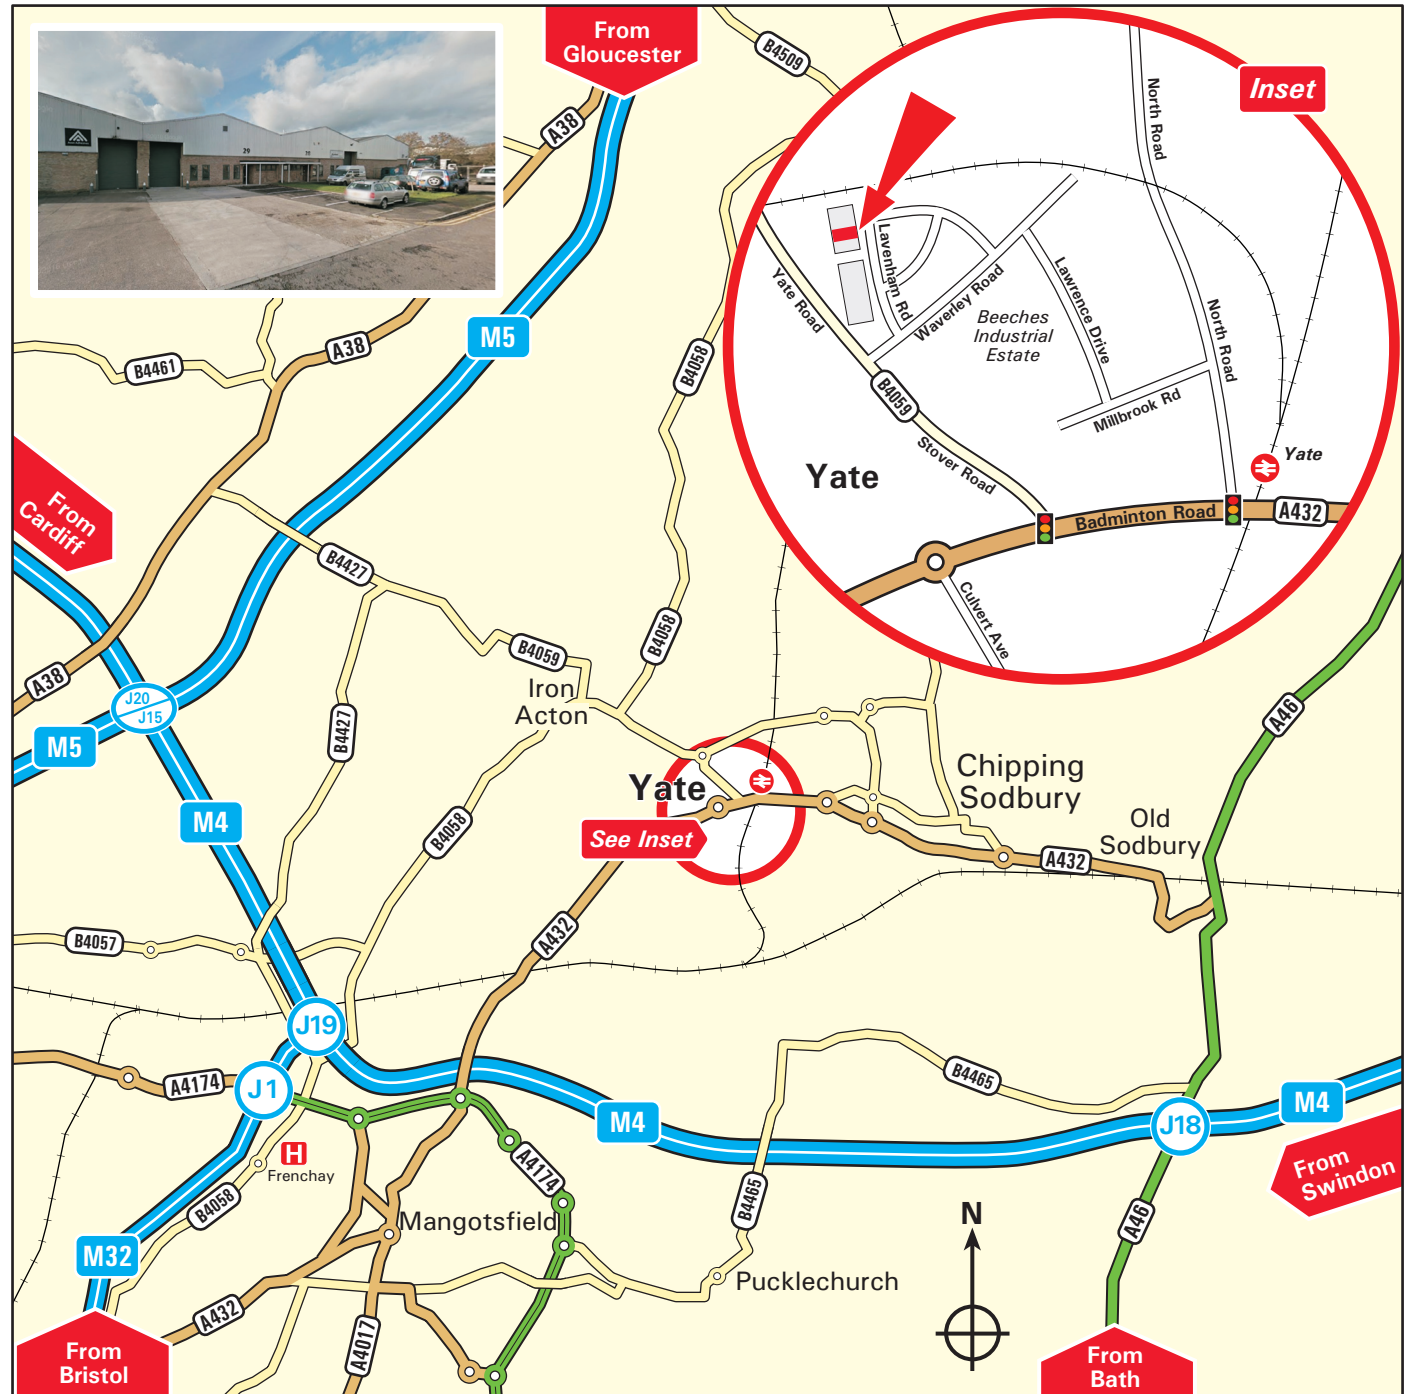 From
Gloucester
B4509
Inset
A38
North Road
29
Lavenham Rd
Yate Road
Waverley Road
Lawrence Drive
North Road
Beeches
Industrial
Estate
M5
A38
B4461
B4058
B4059
Millbrook Rd
Stover Road
Yate
Yate
Badminton Road
A432
From
Cardiff
B4427
Culvert Ave
B4059
B4058
A38
Iron
Acton
J20
J15
M5
B4427
A46
Chipping
Sodbury
Yate
See Inset
M4
B4058
Old
Sodbury
A432
B4057
A432
J19
A4174
J1
B4465
M4
M4
J18
H
Frenchay
A4174
From
Swindon
B4058
B4465
Mangotsfield
A46
N
M32
Pucklechurch
A432
A4017
From
Bristol
From
Bath